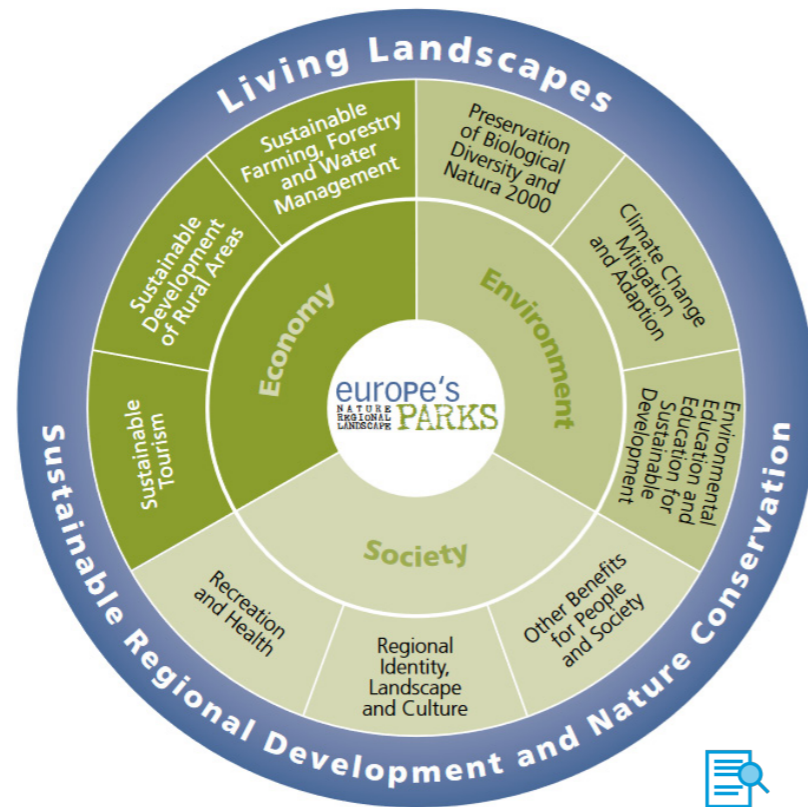 Living Landscapes
Sustainable
Farming, Forestry
and Water
Management
Preservation
of Biological
Diversity and
Natura 2000
Sustainable
Development
of Rural Areas
Climate Change
Mitigation
and Adaption
Economy
Environment
europe's
NATURE
REGIONAL
LANDSCAPE
PARKS
Sustainable
Tourism
Environmental
Education and
Education for
Sustainable
Development
Society
Recreation
and Health
Regional
Identity,
Landscape
and Culture
Other Benefits
for People
and Society
Sustainable Regional Development and Nature Conservation